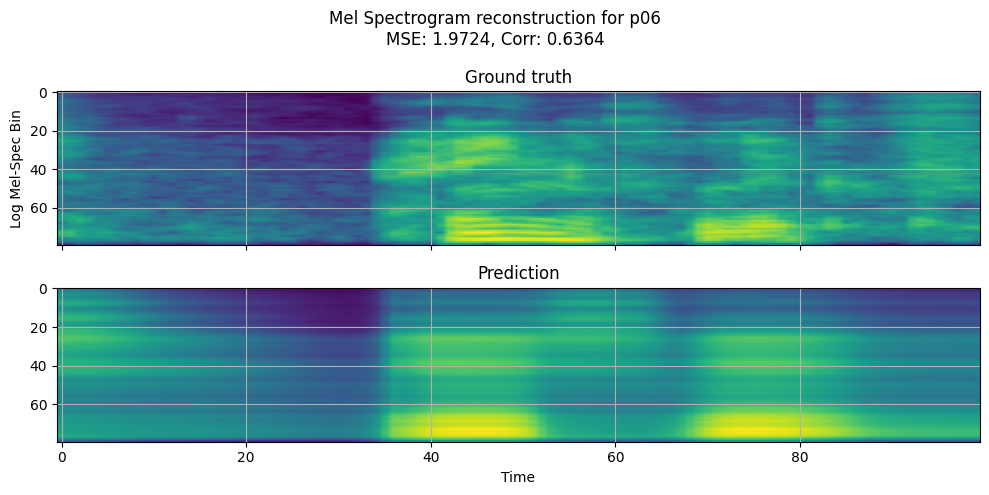 Mel Spectrogram reconstruction for p06
MSE: 1.9724, Corr: 0.6364
Ground truth
Log Mel-Spec Bin
0
20
40
60
Prediction
0
20
40
60
0 20 40 60 80
Time